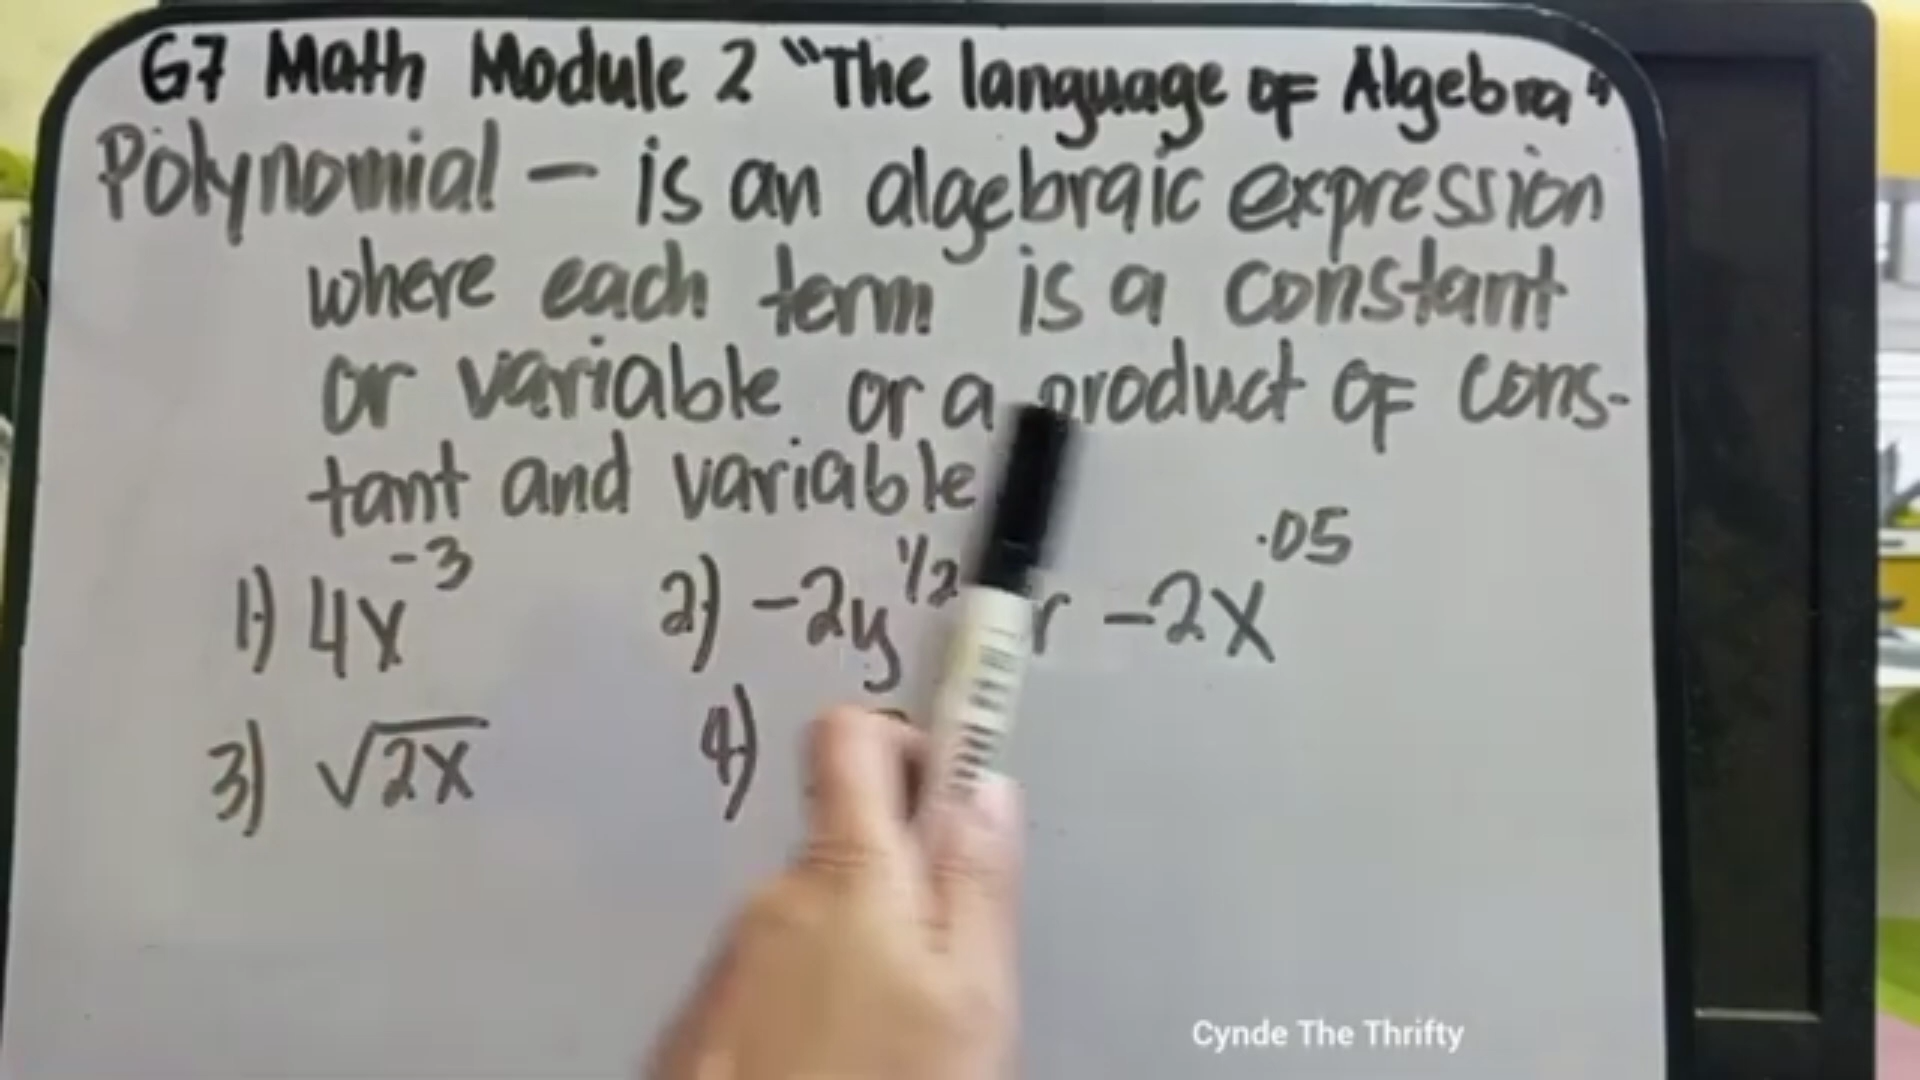 G7 Math Module 2 "The language of Algebra"
Polynomial - is an algebraic expression
where each term is a constant
or variable or a product of cons-
tant and variable
1) 4x^-3 2) -2y^1/2 -2x^.05
3) √2x 4)
Cynde The Thrifty